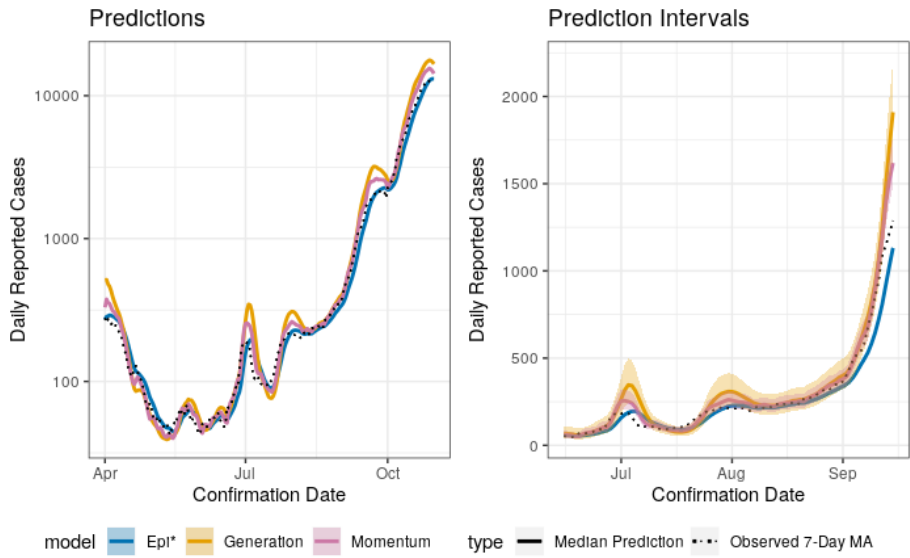 Predictions
Prediction Intervals
Daily Reported Cases
10000
1000
100
Apr
Jul
Oct
Confirmation Date
Daily Reported Cases
2000
1500
1000
500
0
Jul
Aug
Sep
Confirmation Date
model Epi* Generation Momentum type Median Prediction Observed 7-Day MA